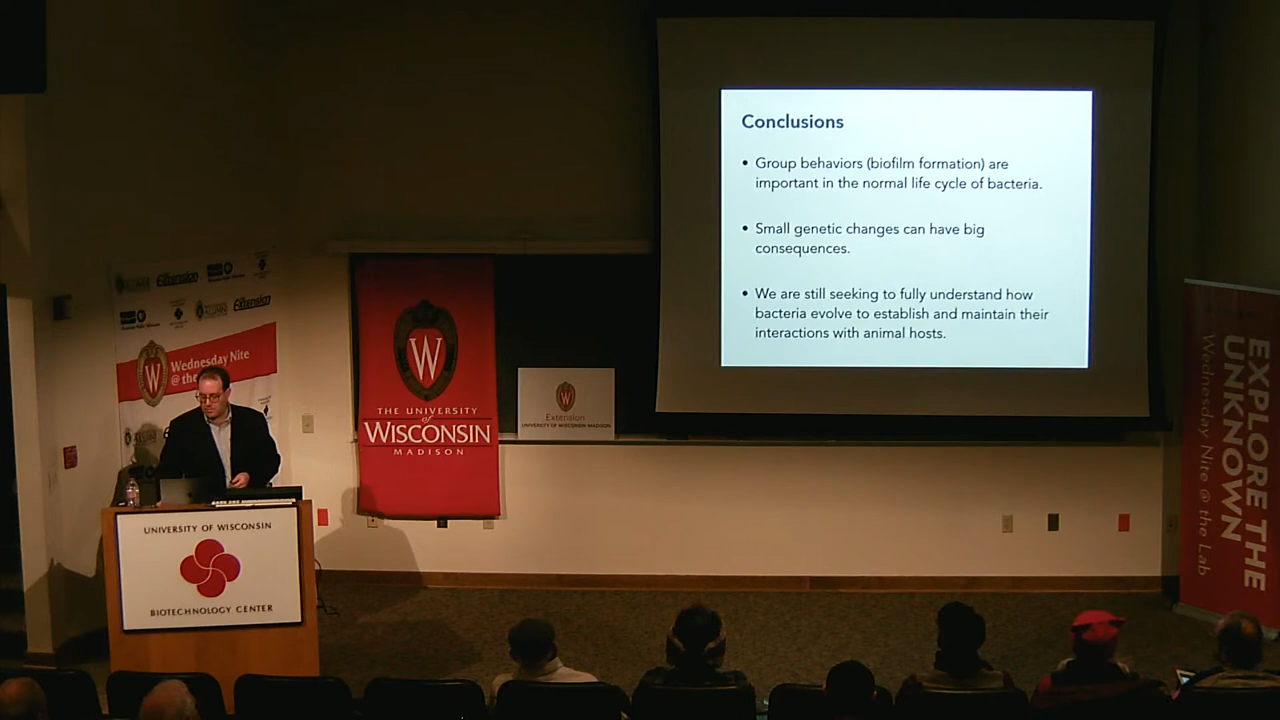 Conclusions
• Group behaviors (biofilm formation) are
important in the normal life cycle of bacteria.
• Small genetic changes can have big
consequences.
• We are still seeking to fully understand how
bacteria evolve to establish and maintain their
interactions with animal hosts.
Extension
Extension
Wednesday Nite
@ the
W
THE UNIVERSITY
of
WISCONSIN
MADISON
Extension
UNIVERSITY OF WISCONSIN-MADISON
UNIVERSITY OF WISCONSIN
BIOTECHNOLOGY CENTER
EXPLORE THE
UNKNOWN
Wednesday Nite @ the Lab